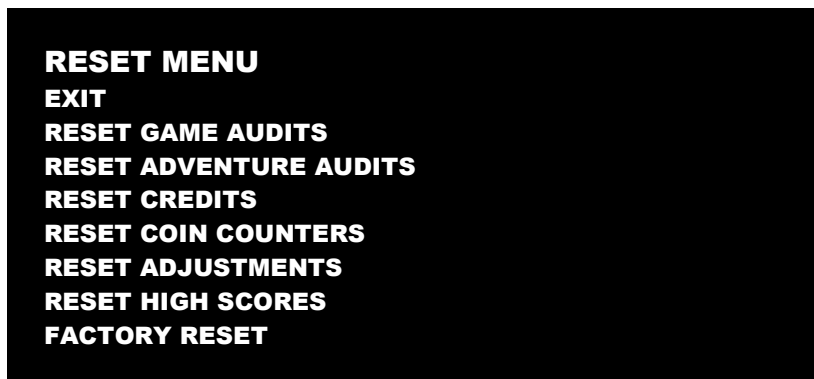 RESET MENU
EXIT
RESET GAME AUDITS
RESET ADVENTURE AUDITS
RESET CREDITS
RESET COIN COUNTERS
RESET ADJUSTMENTS
RESET HIGH SCORES
FACTORY RESET